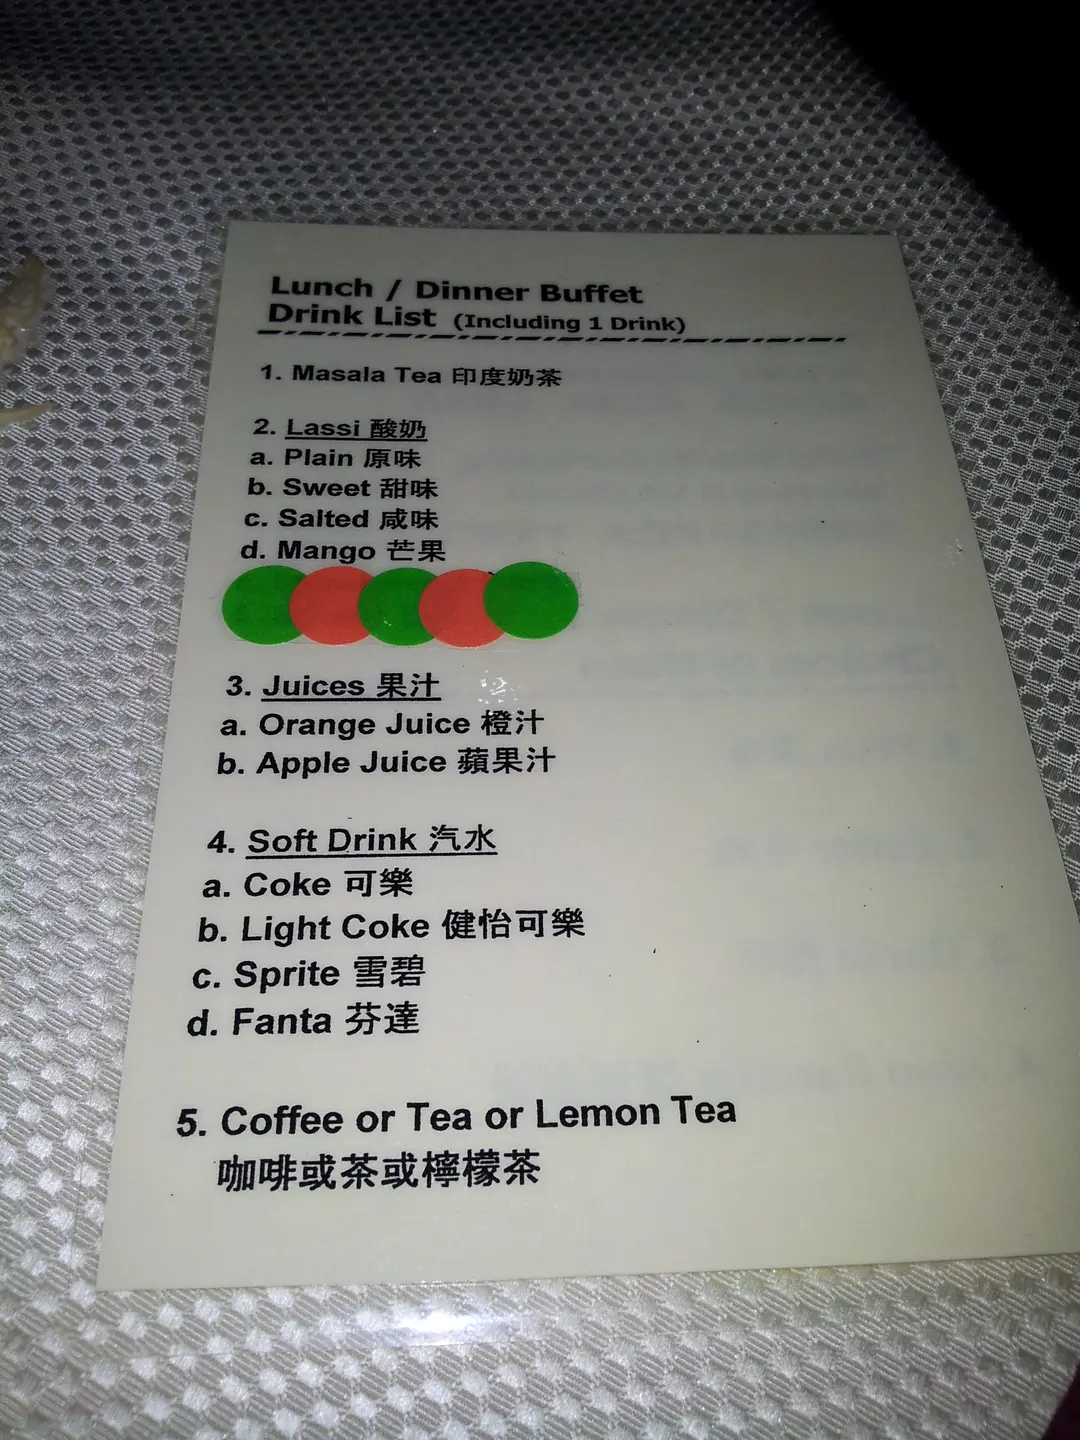 Lunch / Dinner Buffet
Drink List (Including 1 Drink)
1. Masala Tea 印度奶茶
2. Lassi 酸奶
a. Plain 原味
b. Sweet 甜味
c. Salted 咸味
d. Mango 芒果
3. Juices 果汁
a. Orange Juice 橙汁
b. Apple Juice 蘋果汁
4. Soft Drink 汽水
a. Coke 可樂
b. Light Coke 健怡可樂
c. Sprite 雪碧
d. Fanta 芬達
5. Coffee or Tea or Lemon Tea
咖啡或茶或檸檬茶